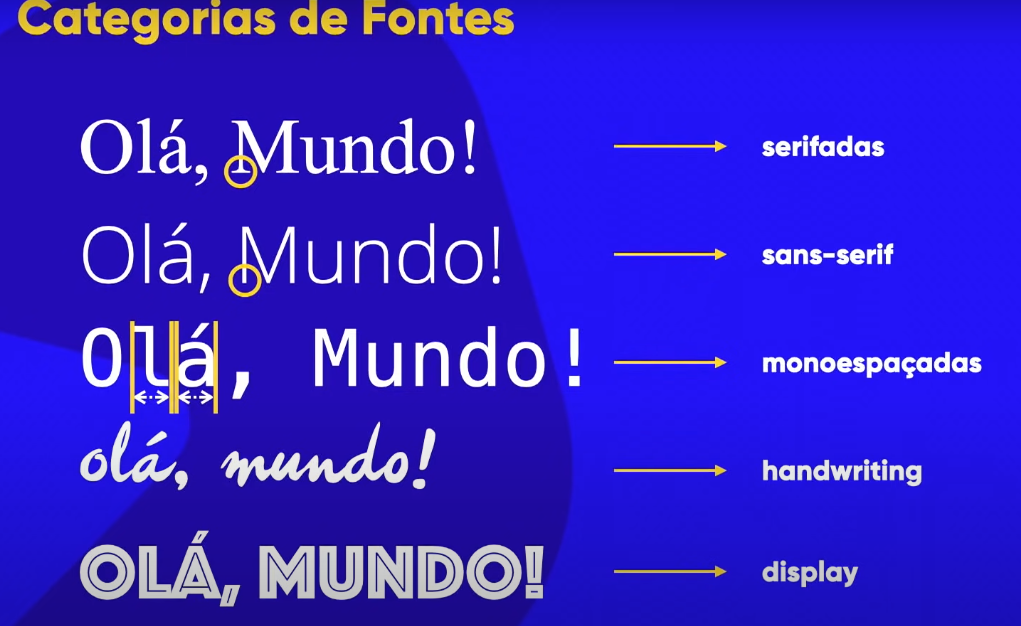 Categorias de Fontes
Olá, Mundo! serifadas
Olá, Mundo! sans-serif
Olá, Mundo! monoespaçadas
olá, mundo! handwriting
OLÁ, MUNDO! display